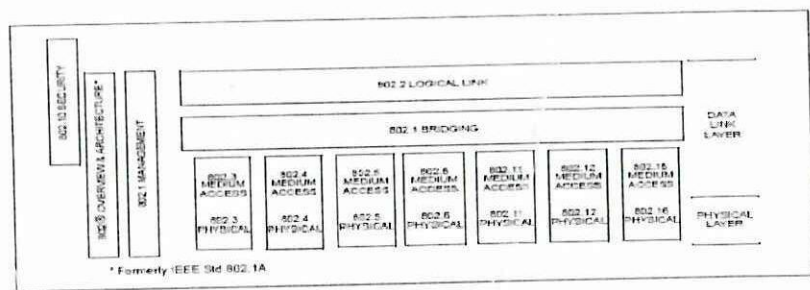 802.10 SECURITY
802® OVERVIEW & ARCHITECTURE*
802.1 MANAGEMENT
802.2 LOGICAL LINK
802.1 BRIDGING
DATA
LINK
LAYER
802.3
MEDIUM
ACCESS
802.3
PHYSICAL
802.4
MEDIUM
ACCESS
802.4
PHYSICAL
802.5
MEDIUM
ACCESS
802.5
PHYSICAL
802.6
MEDIUM
ACCESS
802.6
PHYSICAL
802.11
MEDIUM
ACCESS
802.11
PHYSICAL
802.12
MEDIUM
ACCESS
802.12
PHYSICAL
802.16
MEDIUM
ACCESS
802.16
PHYSICAL
PHYSICAL
LAYER
* Formerly IEEE Std 802.1A